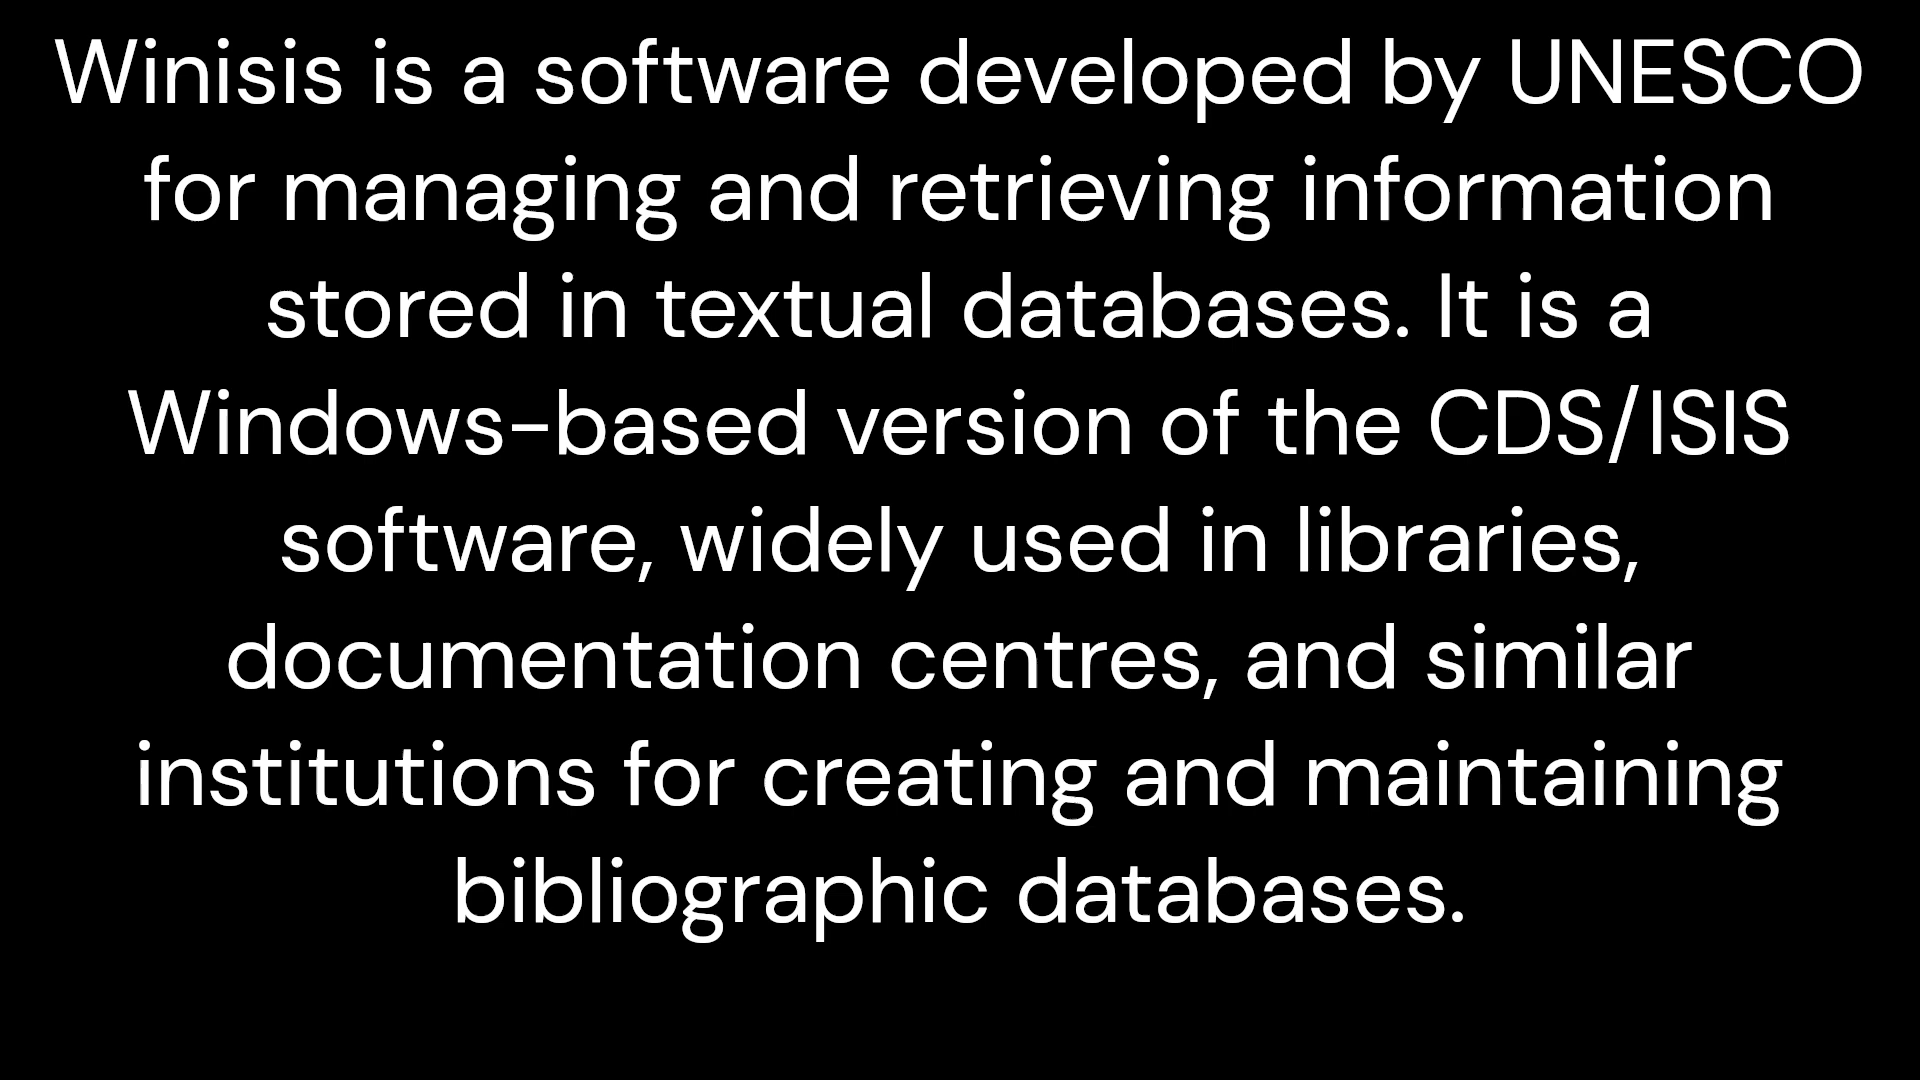 Winisis is a software developed by UNESCO
for managing and retrieving information
stored in textual databases. It is a
Windows-based version of the CDS/ISIS
software, widely used in libraries,
documentation centres, and similar
institutions for creating and maintaining
bibliographic databases.